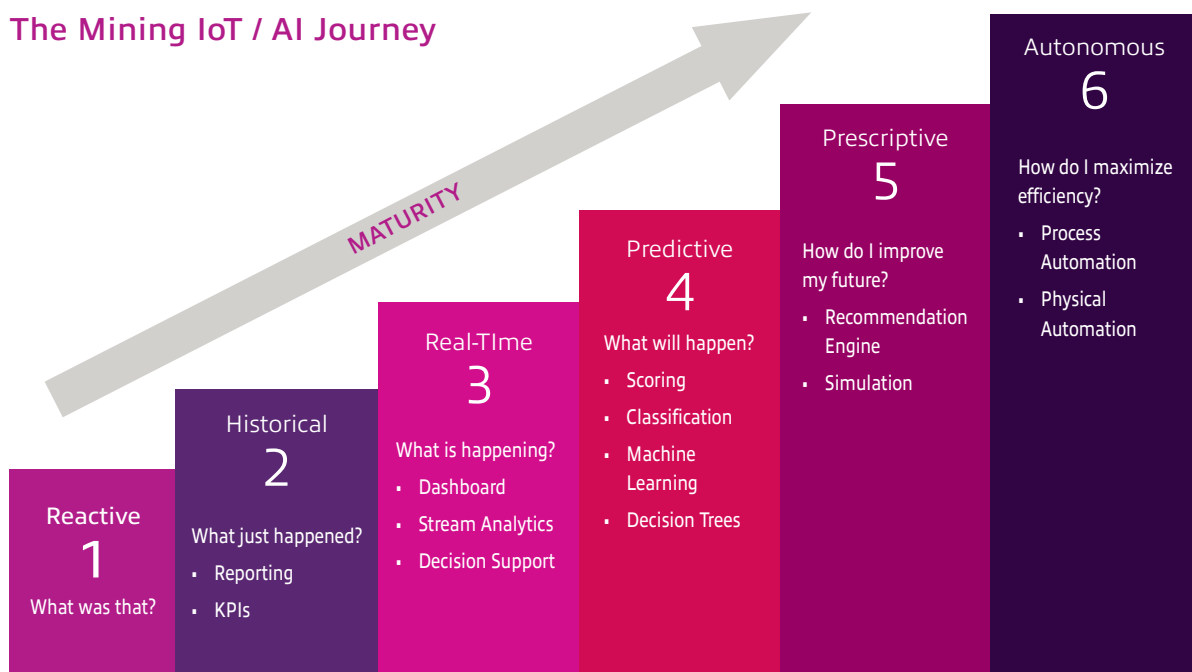 The Mining IoT / AI Journey
MATURITY
Reactive
1
What was that?
Historical
2
What just happened?
▪ Reporting
▪ KPIs
Real-TIme
3
What is happening?
▪ Dashboard
▪ Stream Analytics
▪ Decision Support
Predictive
4
What will happen?
▪ Scoring
▪ Classification
▪ Machine
Learning
▪ Decision Trees
Prescriptive
5
How do I improve
my future?
▪ Recommendation
Engine
▪ Simulation
Autonomous
6
How do I maximize
efficiency?
▪ Process
Automation
▪ Physical
Automation